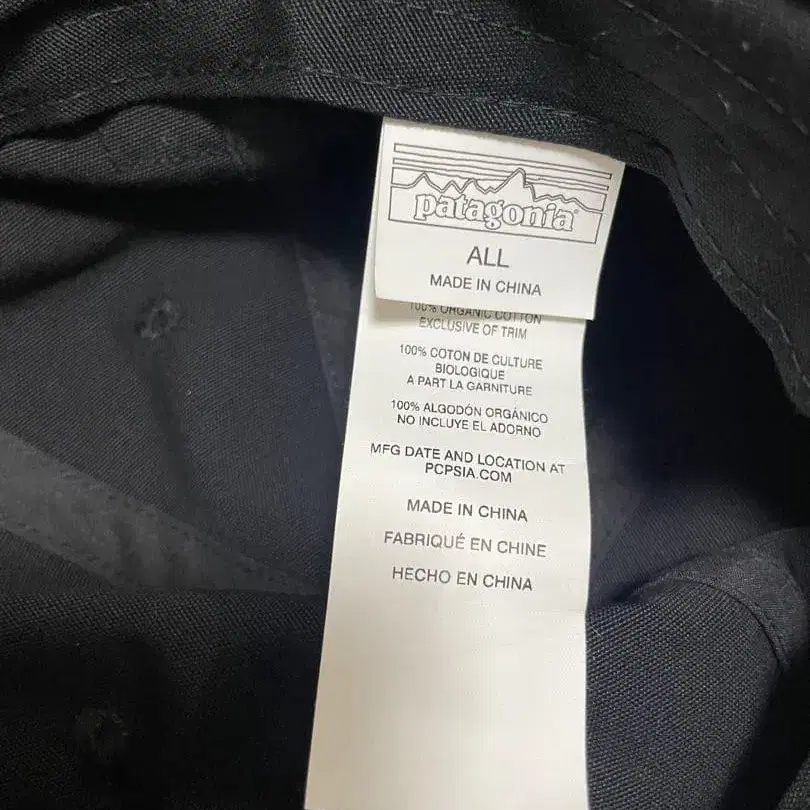 patagonia®
ALL
MADE IN CHINA
100% ORGANIC COTTON
EXCLUSIVE OF TRIM
100% COTON DE CULTURE
BIOLOGIQUE
À PART LA GARNITURE
100% ALGODÓN ORGÁNICO
NO INCLUYE EL ADORNO
MFG DATE AND LOCATION AT
PCPSIA.COM
MADE IN CHINA
FABRIQUÉ EN CHINE
HECHO EN CHINA